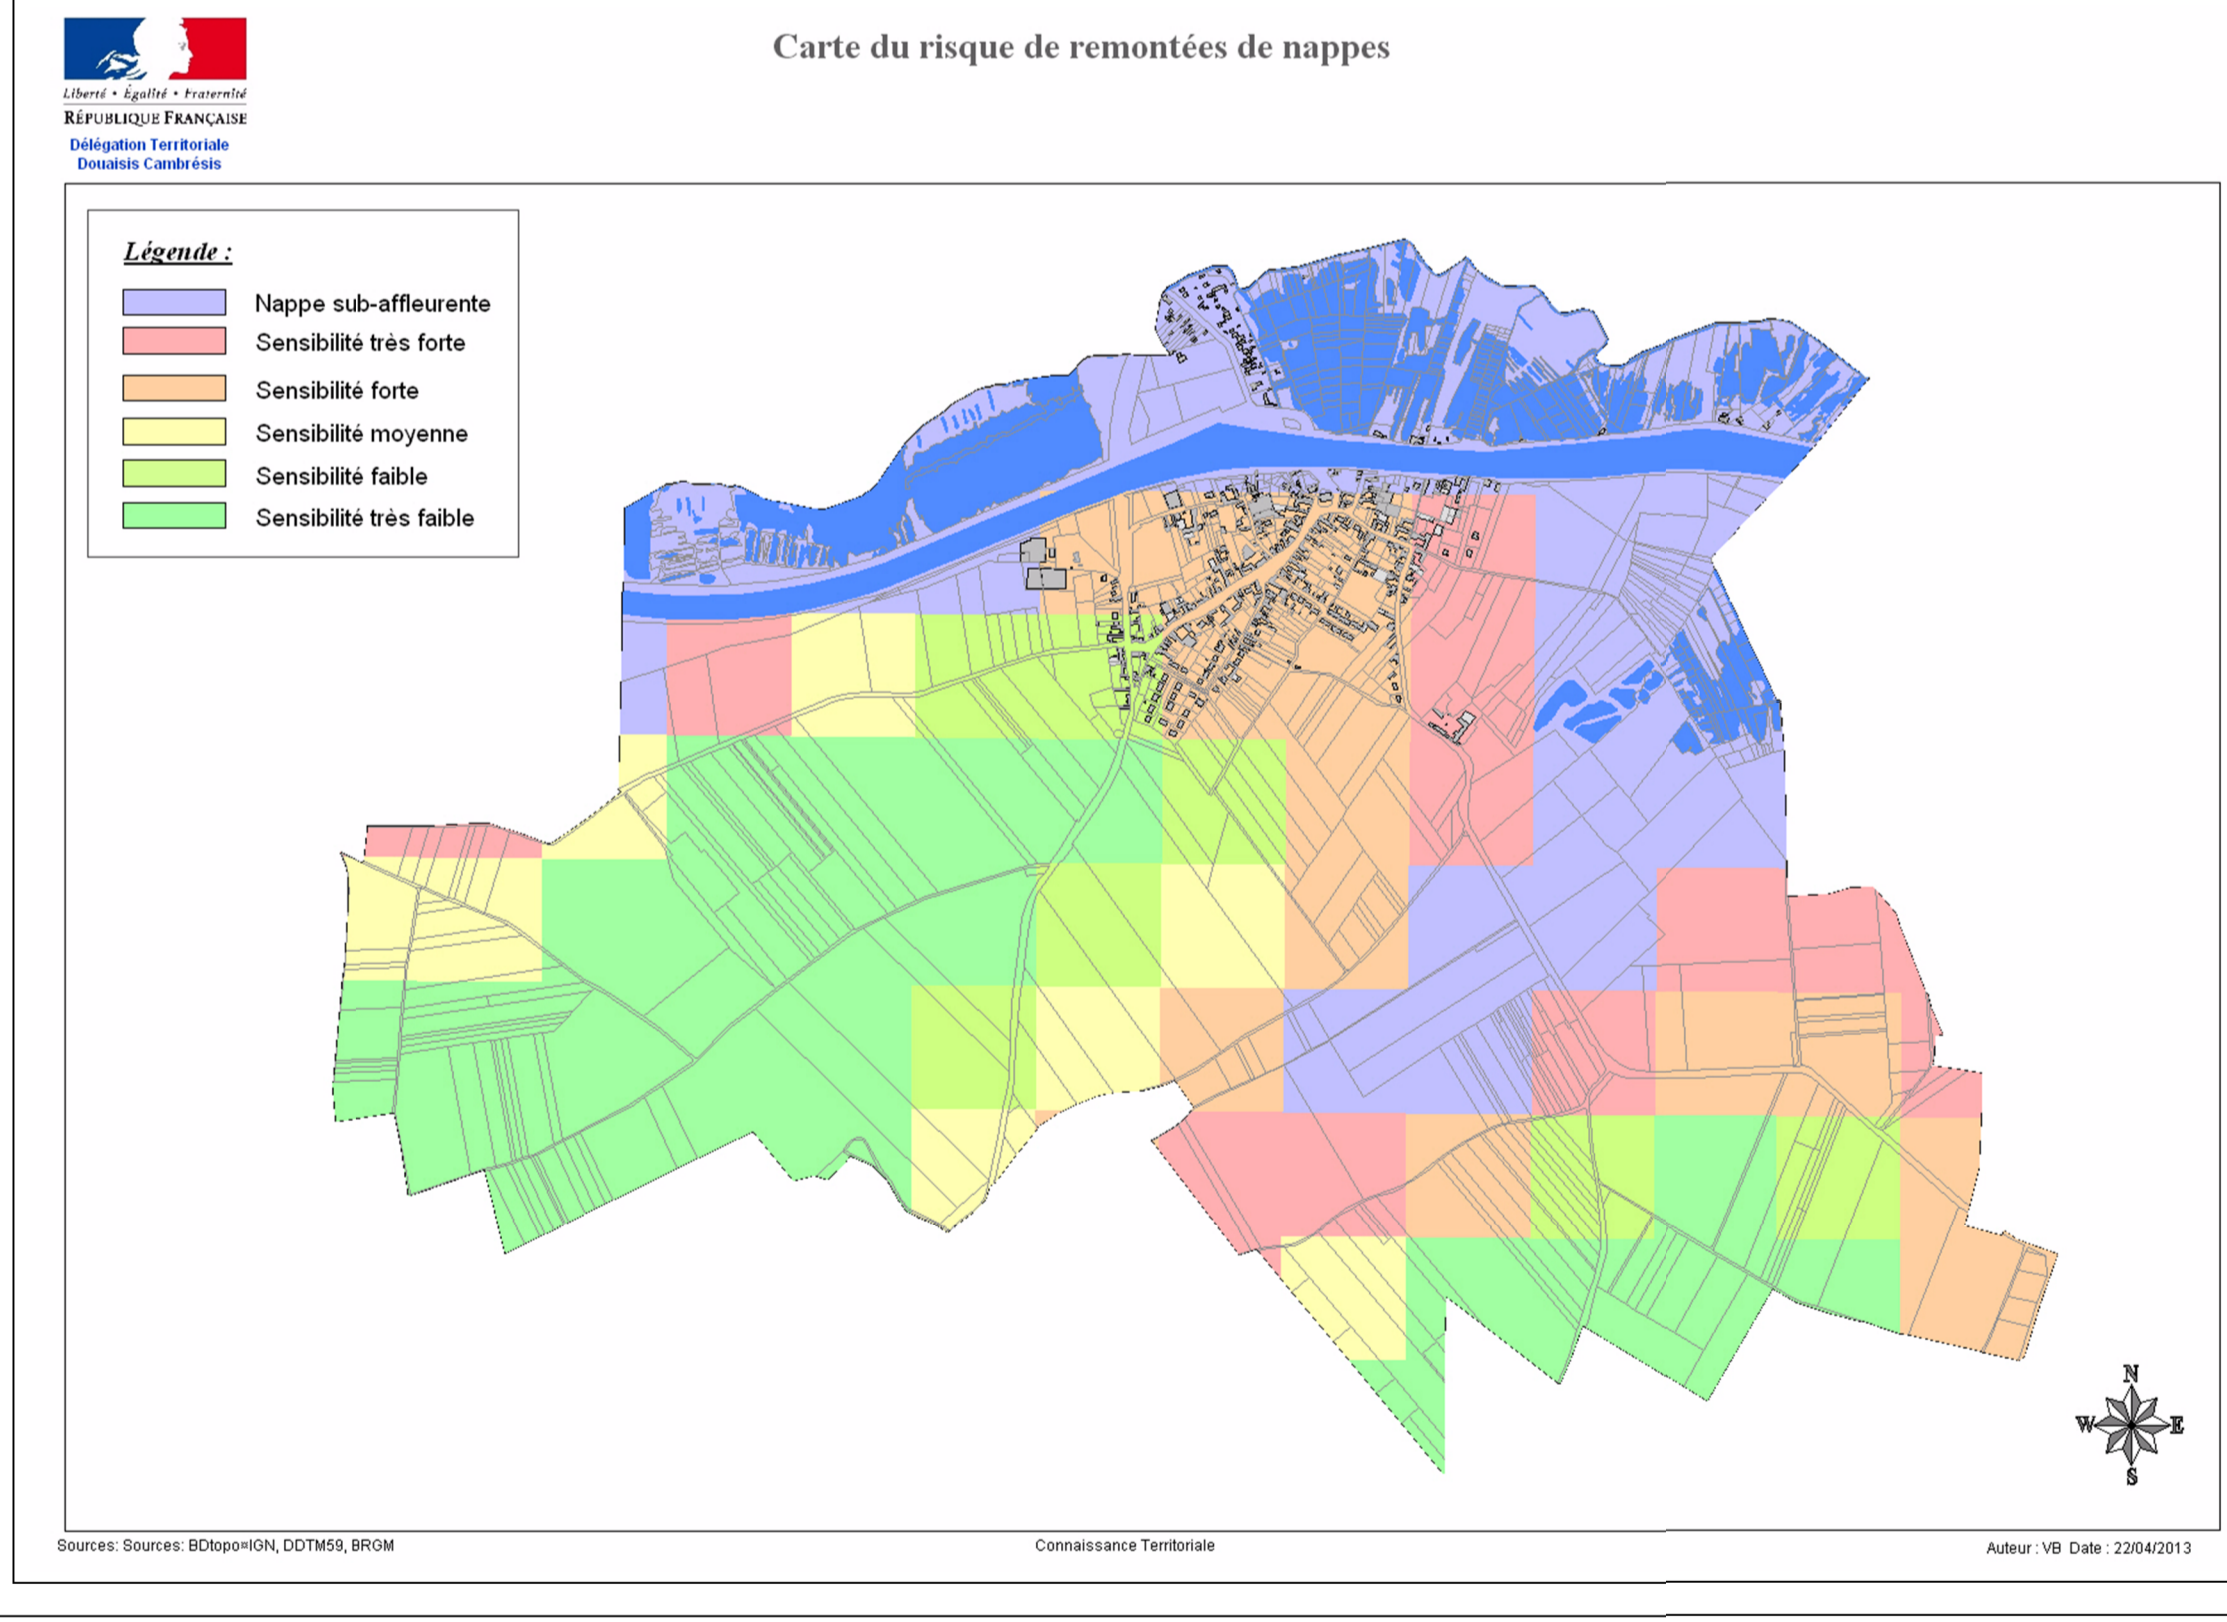 Carte du risque de remontées de nappes
Liberté • Égalité • Fraternité
RÉPUBLIQUE FRANÇAISE
Délégation Territoriale
Douaisis Cambrésis
Légende :
Nappe sub-affleurente
Sensibilité très forte
Sensibilité forte
Sensibilité moyenne
Sensibilité faible
Sensibilité très faible
N
W E
S
Sources: Sources: BDtopo¤IGN, DDTM59, BRGM
Connaissance Territoriale
Auteur : VB Date : 22/04/2013